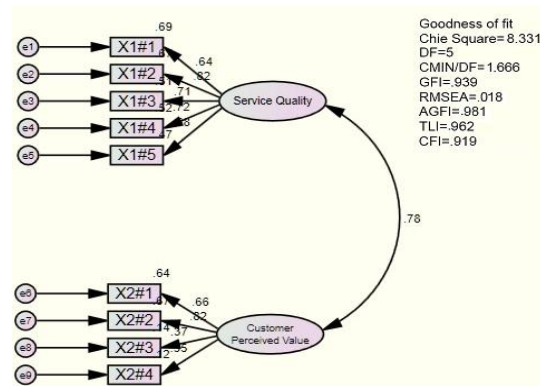 Goodness of fit
Chie Square=8.331
DF=5
CMIN/DF=1.666
GFI=.939
RMSEA=.018
AGFI=.981
TLI=.962
CFI=.919
.69
e1 X1#1
.64
e2 X1#2
.82
e3 X1#3
.71
Service Quality
.72
e4 X1#4
e5 X1#5
.78
.64
e6 X2#1
.66
e7 X2#2
.82
Customer
Perceived Value
e8 X2#3
.37
e9 X2#4